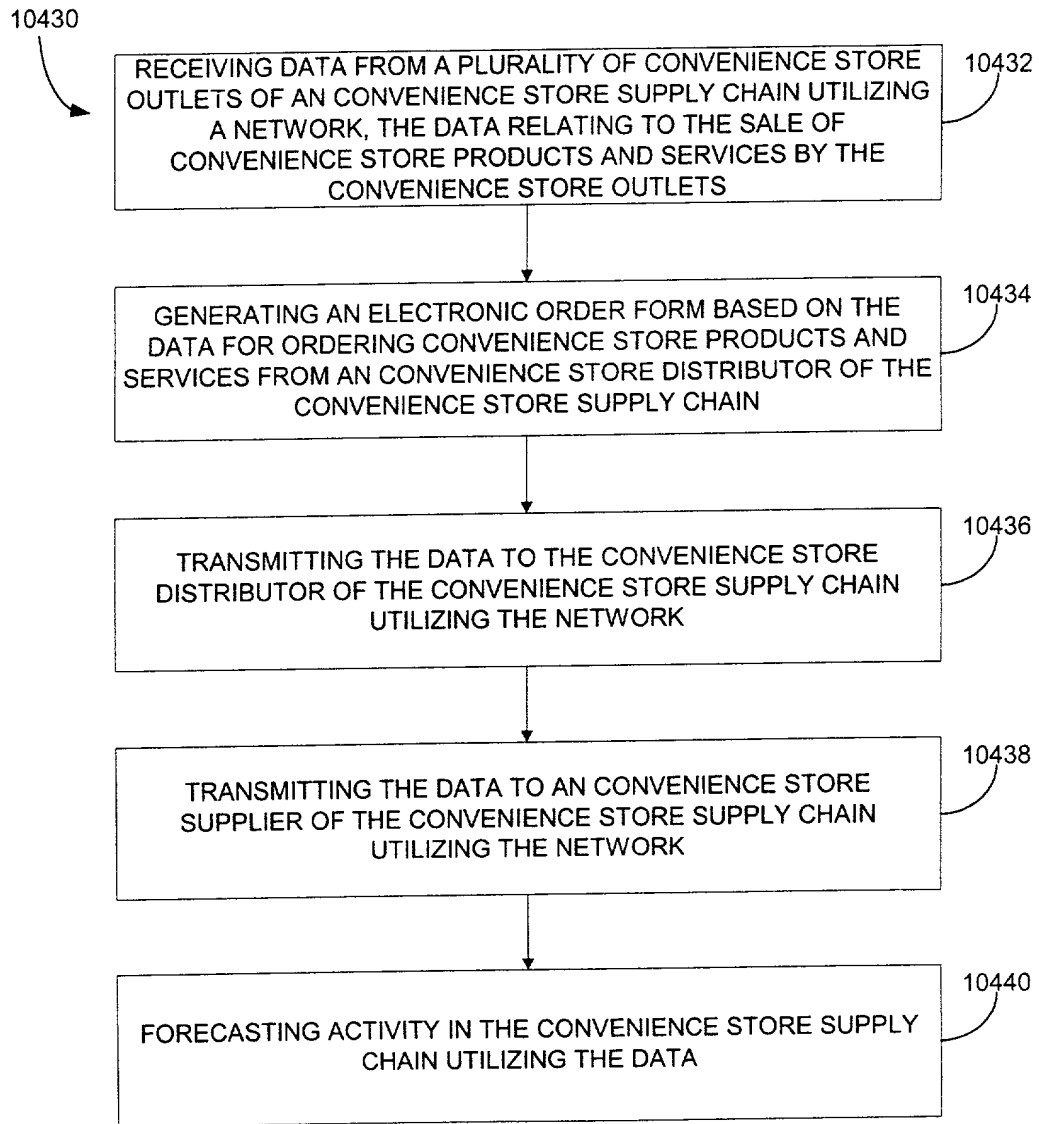 10430
RECEIVING DATA FROM A PLURALITY OF CONVENIENCE STORE
OUTLETS OF AN CONVENIENCE STORE SUPPLY CHAIN UTILIZING
A NETWORK, THE DATA RELATING TO THE SALE OF
CONVENIENCE STORE PRODUCTS AND SERVICES BY THE
CONVENIENCE STORE OUTLETS
10432
GENERATING AN ELECTRONIC ORDER FORM BASED ON THE
DATA FOR ORDERING CONVENIENCE STORE PRODUCTS AND
SERVICES FROM AN CONVENIENCE STORE DISTRIBUTOR OF THE
CONVENIENCE STORE SUPPLY CHAIN
10434
TRANSMITTING THE DATA TO THE CONVENIENCE STORE
DISTRIBUTOR OF THE CONVENIENCE STORE SUPPLY CHAIN
UTILIZING THE NETWORK
10436
TRANSMITTING THE DATA TO AN CONVENIENCE STORE
SUPPLIER OF THE CONVENIENCE STORE SUPPLY CHAIN
UTILIZING THE NETWORK
10438
FORECASTING ACTIVITY IN THE CONVENIENCE STORE SUPPLY
CHAIN UTILIZING THE DATA
10440